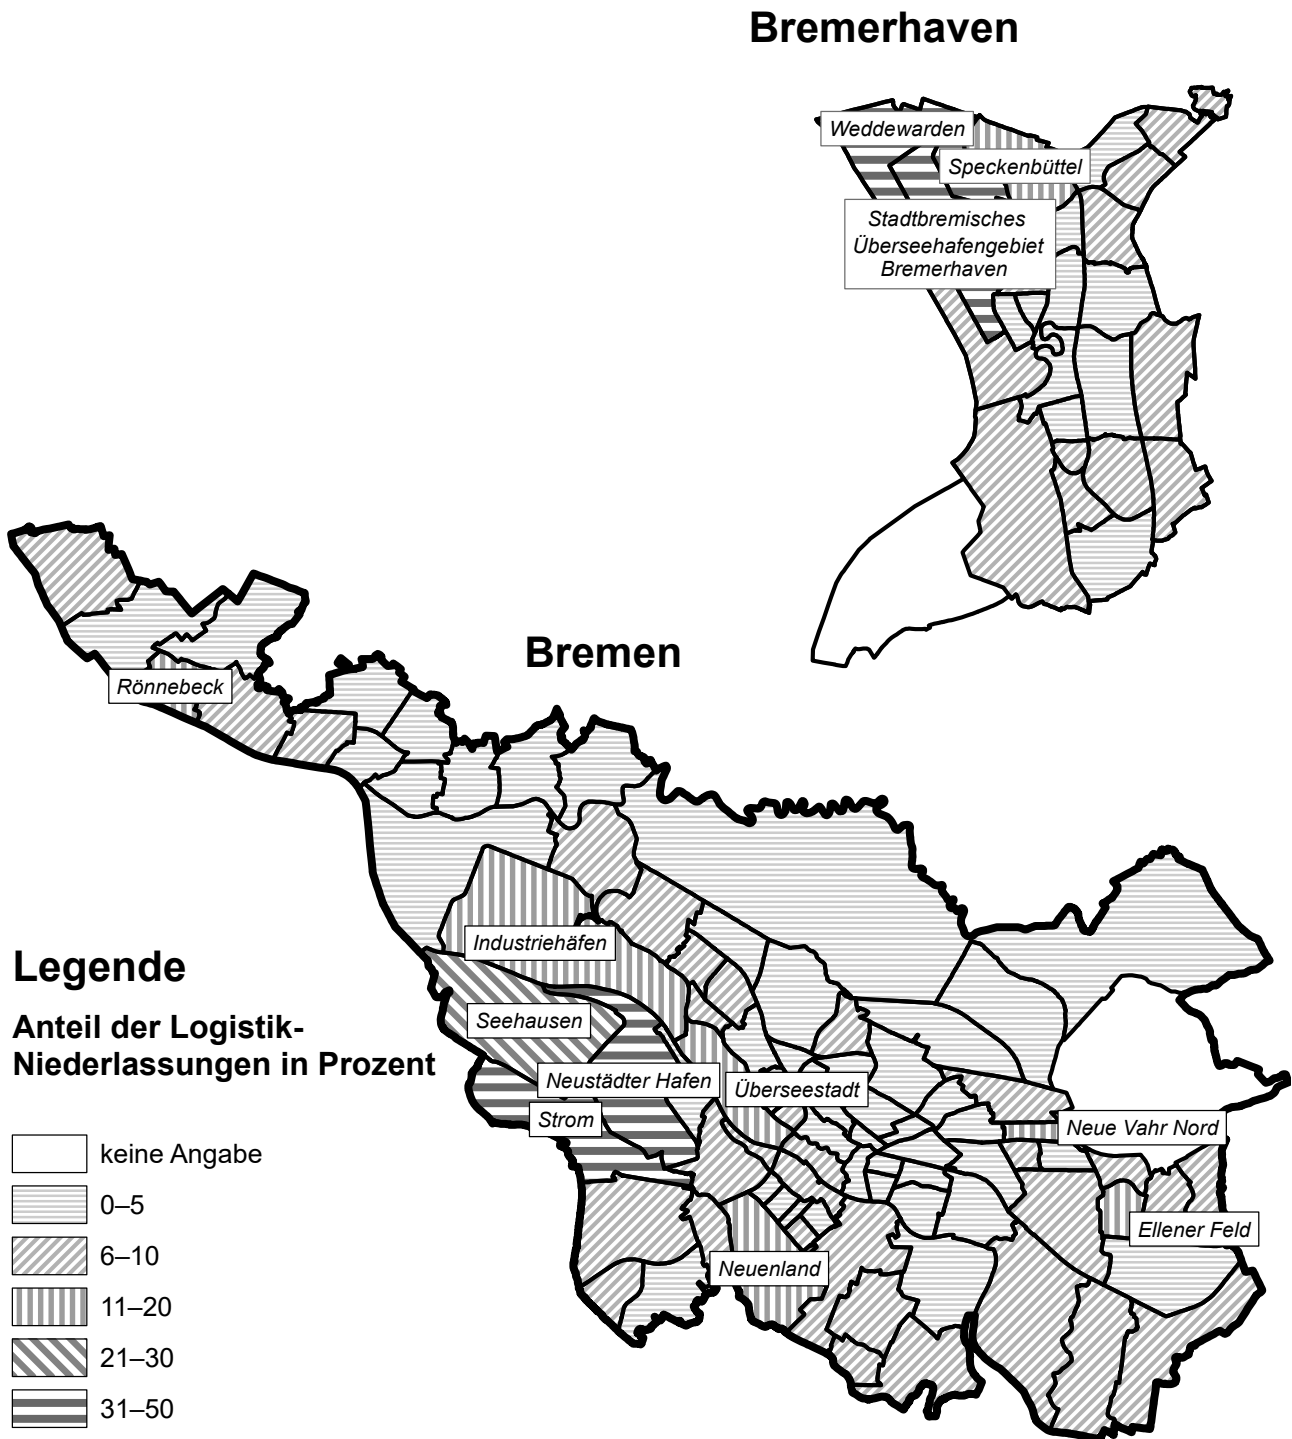 Bremerhaven
Weddewarden
Speckenbüttel
Stadtbremisches
Überseehafengebiet
Bremerhaven
Bremen
Rönnebeck
Industriehäfen
Seehausen
Neustädter Hafen
Überseestadt
Strom
Neue Vahr Nord
Ellener Feld
Neuenland
Legende
Anteil der Logistik-
Niederlassungen in Prozent
keine Angabe
0–5
6–10
11–20
21–30
31–50